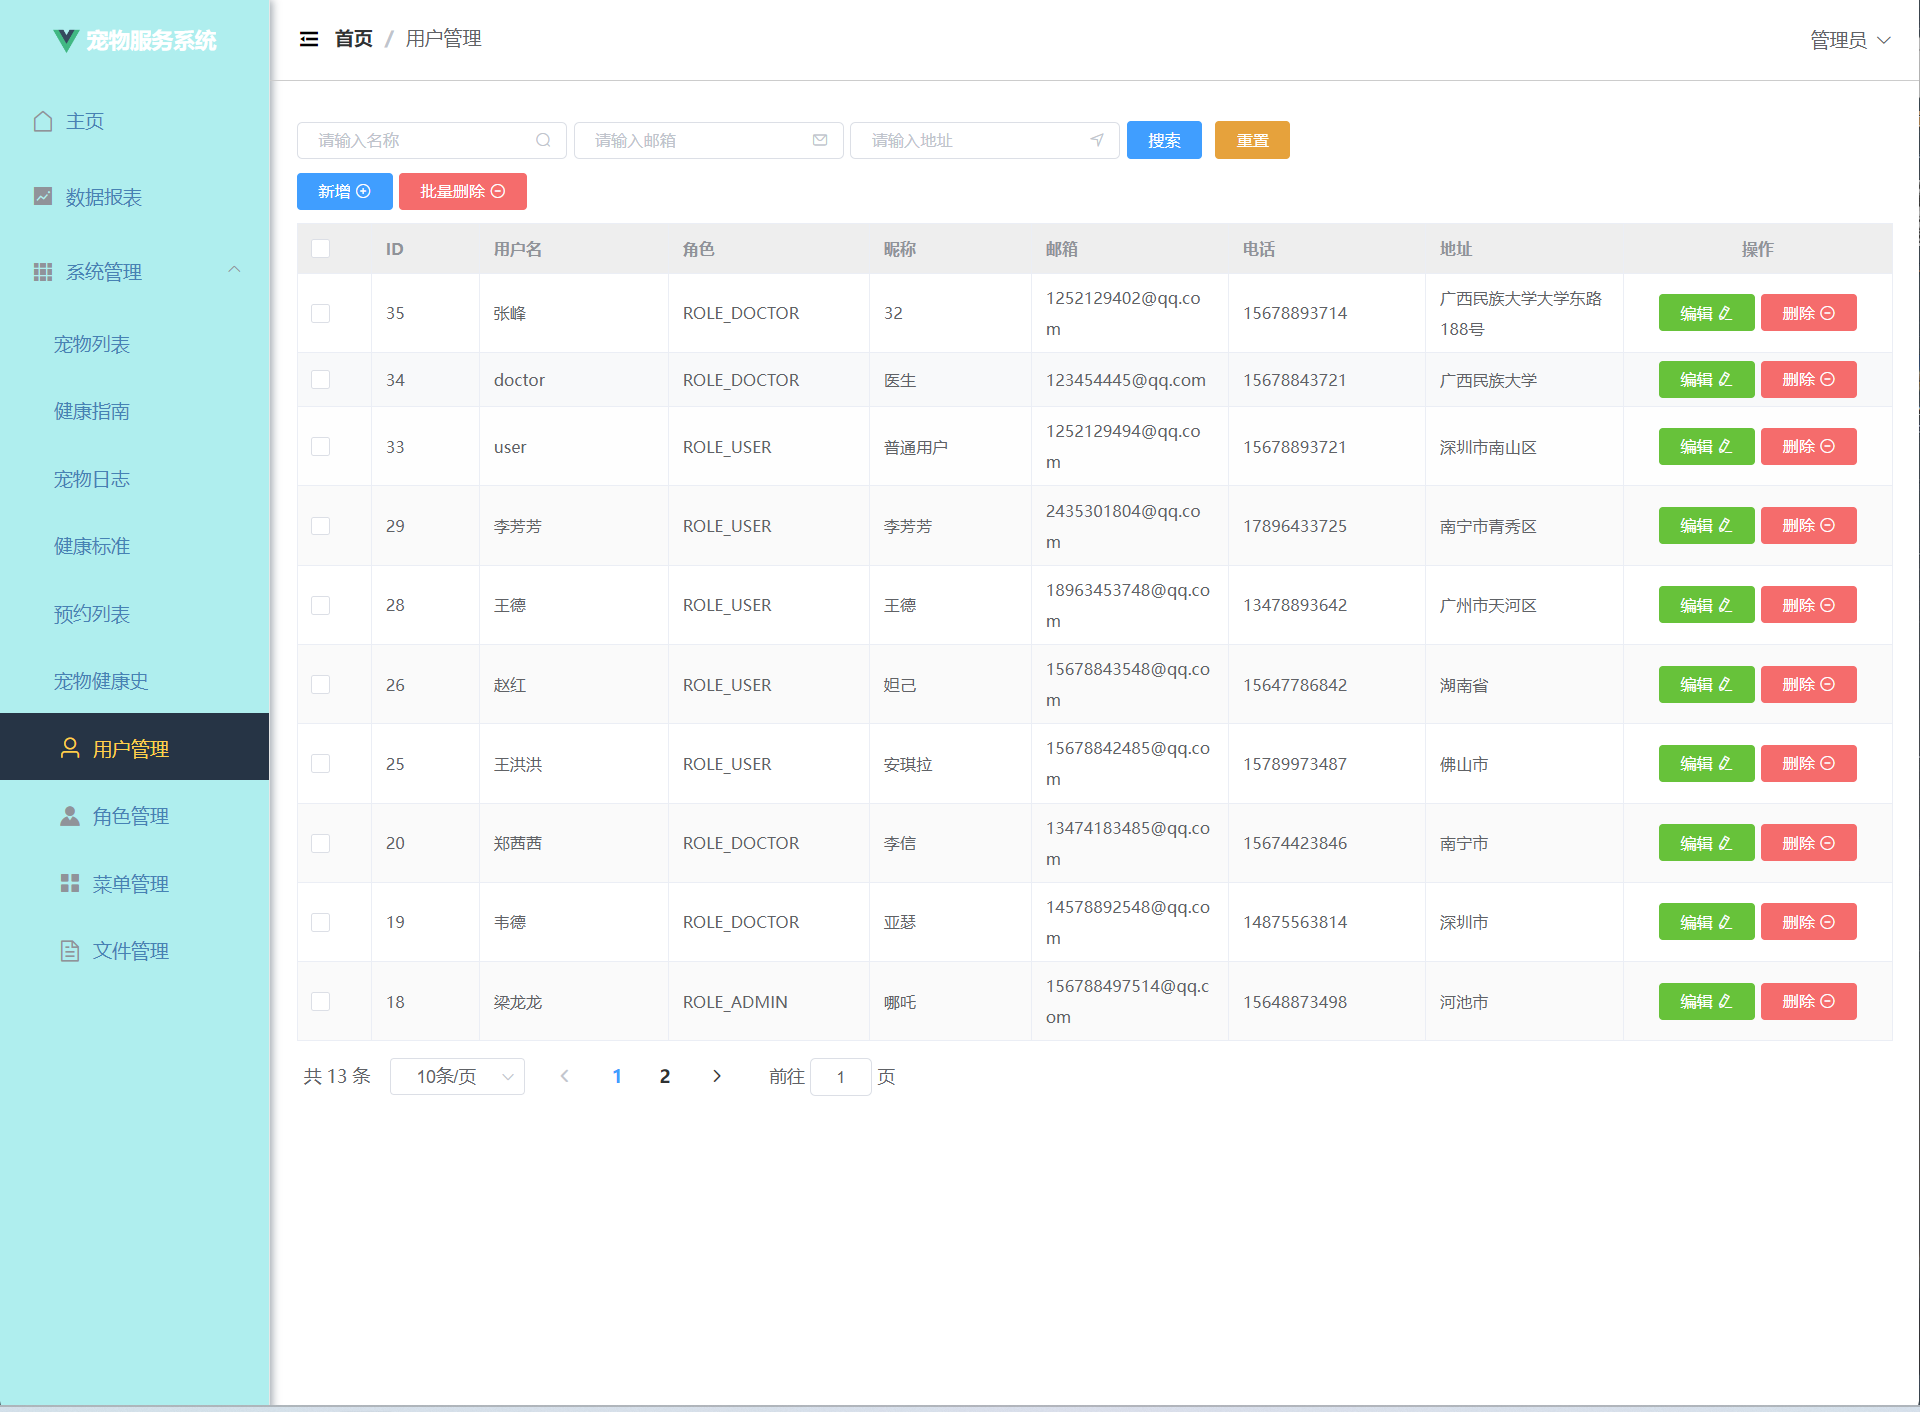 宠物服务系统
首页 / 用户管理
管理员
主页
数据报表
系统管理
宠物列表
健康指南
宠物日志
健康标准
预约列表
宠物健康史
用户管理
角色管理
菜单管理
文件管理
请输入名称 请输入邮箱 请输入地址 搜索 重置
新增 批量删除
ID 用户名 角色 昵称 邮箱 电话 地址 操作
35 张峰 ROLE_DOCTOR 32 1252129402@qq.co 15678893714 广西民族大学大学东路 编辑 删除
m 188号
34 doctor ROLE_DOCTOR 医生 123454445@qq.com 15678843721 广西民族大学 编辑 删除
33 user ROLE_USER 普通用户 1252129494@qq.co 15678893721 深圳市南山区 编辑 删除
m
29 李芳芳 ROLE_USER 李芳芳 2435301804@qq.co 17896433725 南宁市青秀区 编辑 删除
m
28 王德 ROLE_USER 王德 18963453748@qq.co 13478893642 广州市天河区 编辑 删除
m
26 赵红 ROLE_USER 妲己 15678843548@qq.co 15647786842 湖南省 编辑 删除
m
25 王洪洪 ROLE_USER 安琪拉 15678842485@qq.co 15789973487 佛山市 编辑 删除
m
20 郑茜茜 ROLE_DOCTOR 李信 13474183485@qq.co 15674423846 南宁市 编辑 删除
m
19 韦德 ROLE_DOCTOR 亚瑟 14578892548@qq.co 14875563814 深圳市 编辑 删除
m
18 梁龙龙 ROLE_ADMIN 哪吒 156788497514@qq.c 15648873498 河池市 编辑 删除
om
共 13 条 10条/页 1 2 前往 1 页